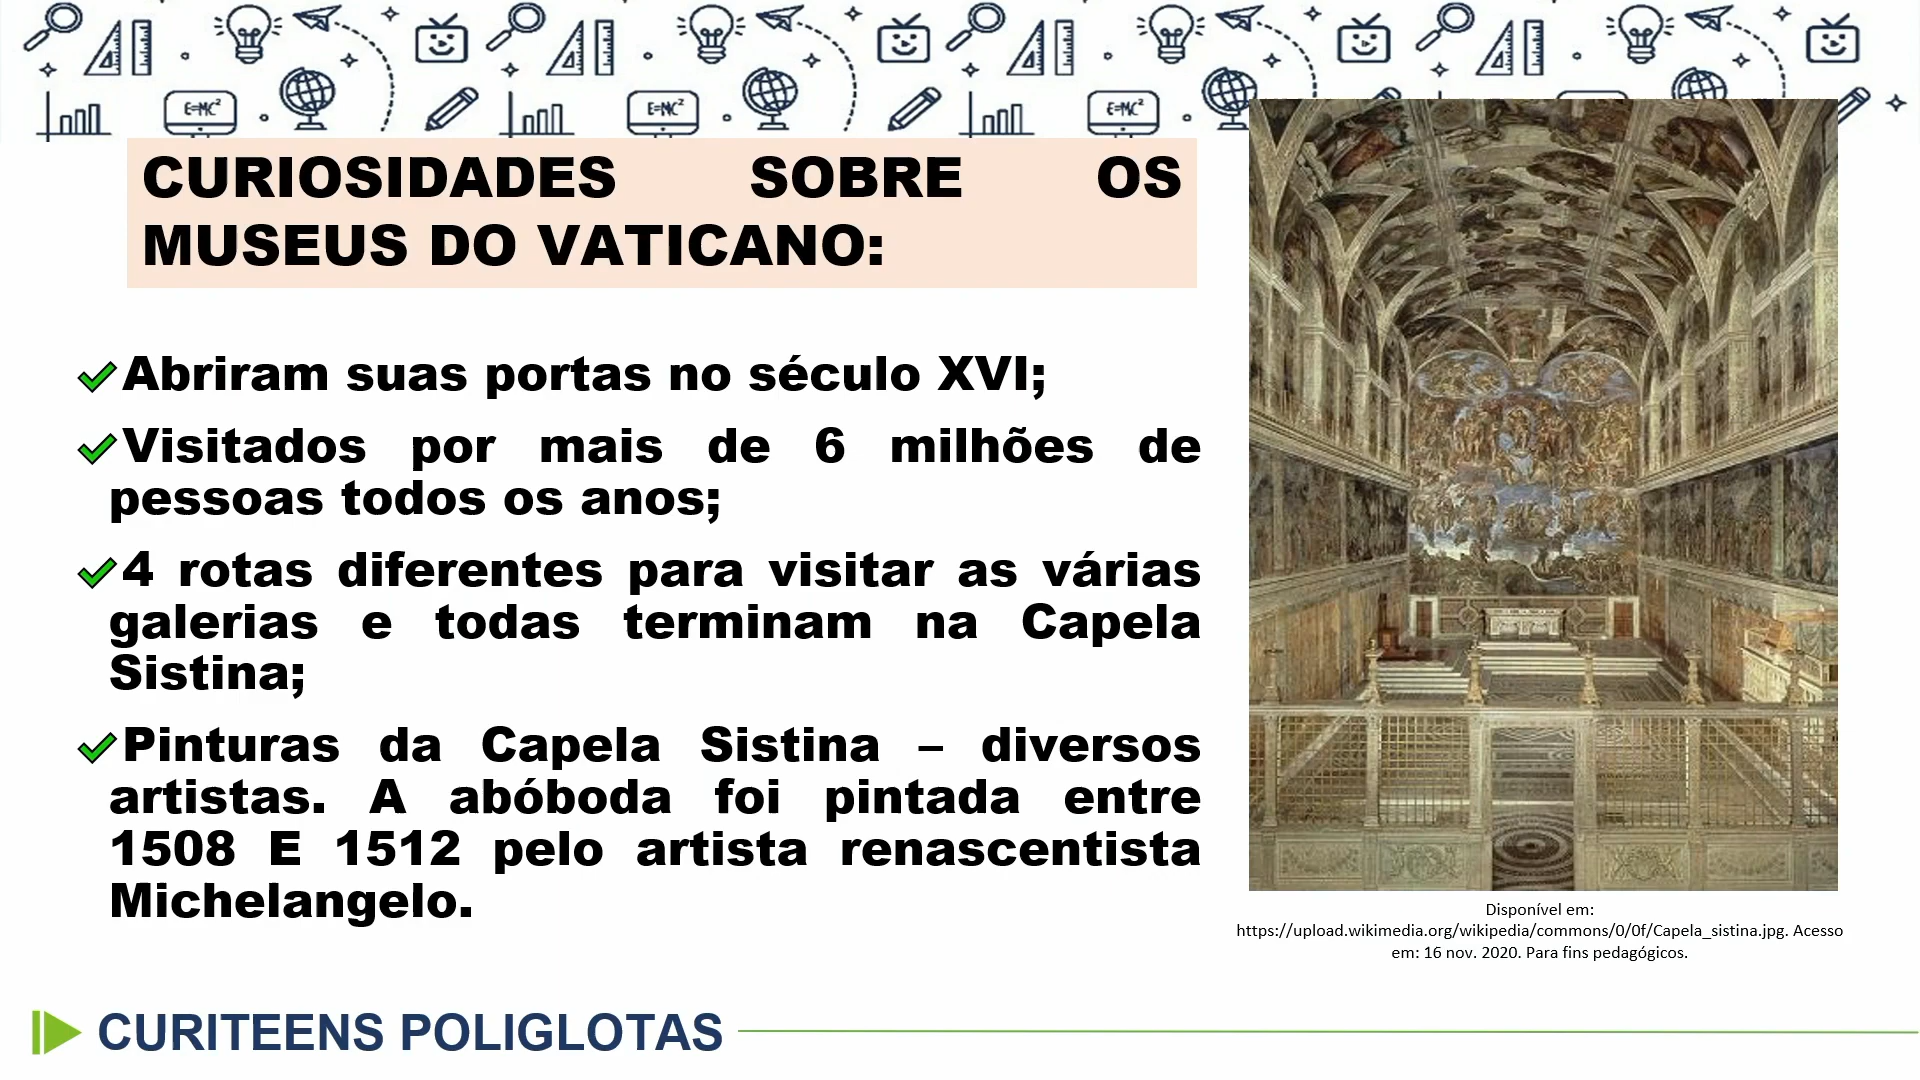 E=MC² E=MC² E=MC²
CURIOSIDADES SOBRE OS
MUSEUS DO VATICANO:
Abriram suas portas no século XVI;
Visitados por mais de 6 milhões de
pessoas todos os anos;
4 rotas diferentes para visitar as várias
galerias e todas terminam na Capela
Sistina;
Pinturas da Capela Sistina – diversos
artistas. A abóboda foi pintada entre
1508 E 1512 pelo artista renascentista
Michelangelo.
Disponível em:
https://upload.wikimedia.org/wikipedia/commons/0/0f/Capela_sistina.jpg. Acesso
em: 16 nov. 2020. Para fins pedagógicos.
CURITEENS POLIGLOTAS